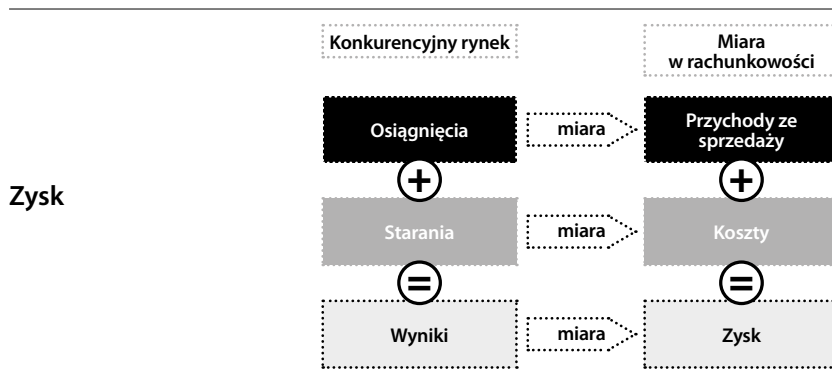 Konkurencyjny rynek
Miara
w rachunkowości
Osiągnięcia
miara
Przychody ze
sprzedaży
+
+
Zysk
Starania
miara
Koszty
=
=
Wyniki
miara
Zysk